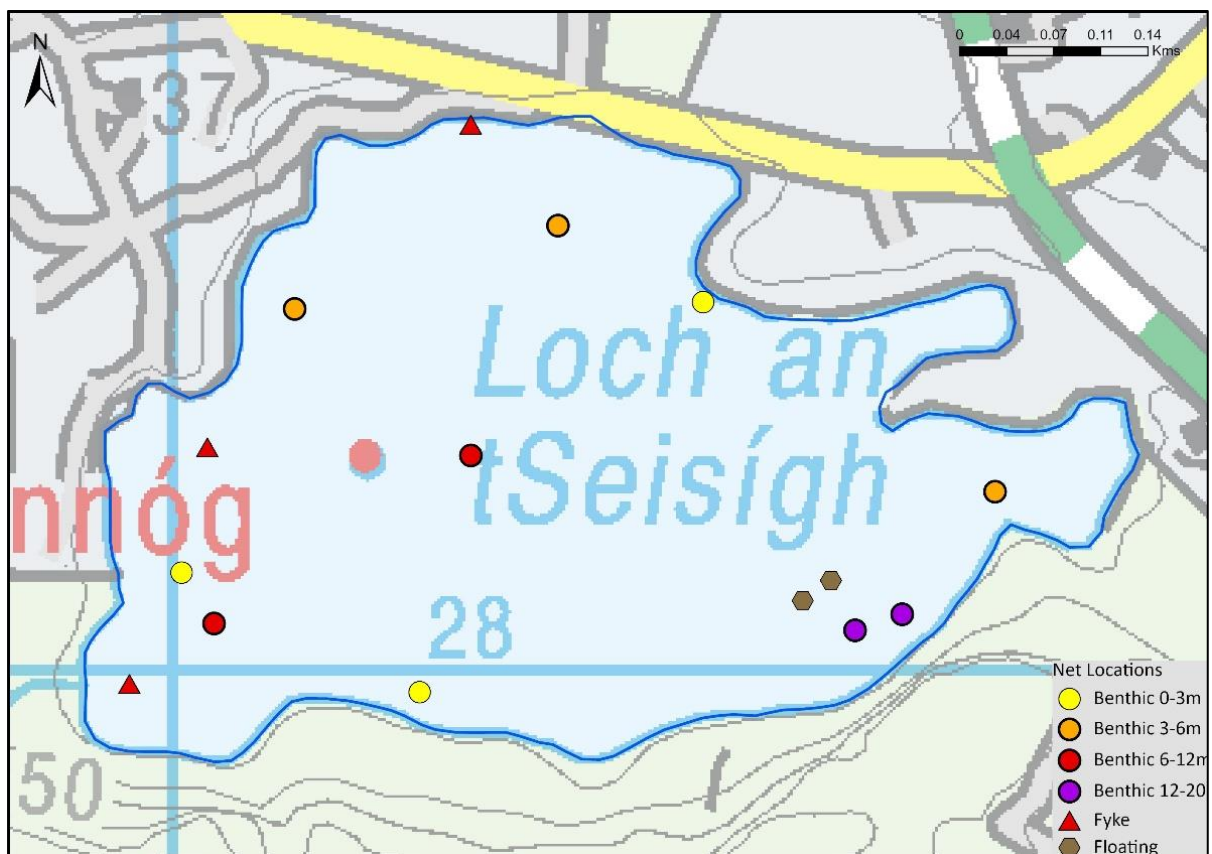 N
0 0.04 0.07 0.11 0.14
Kms
37
Loch an
tSeisígh
nnóg
28
50
Net Locations
Benthic 0-3m
Benthic 3-6m
Benthic 6-12m
Benthic 12-20
Fyke
Floating